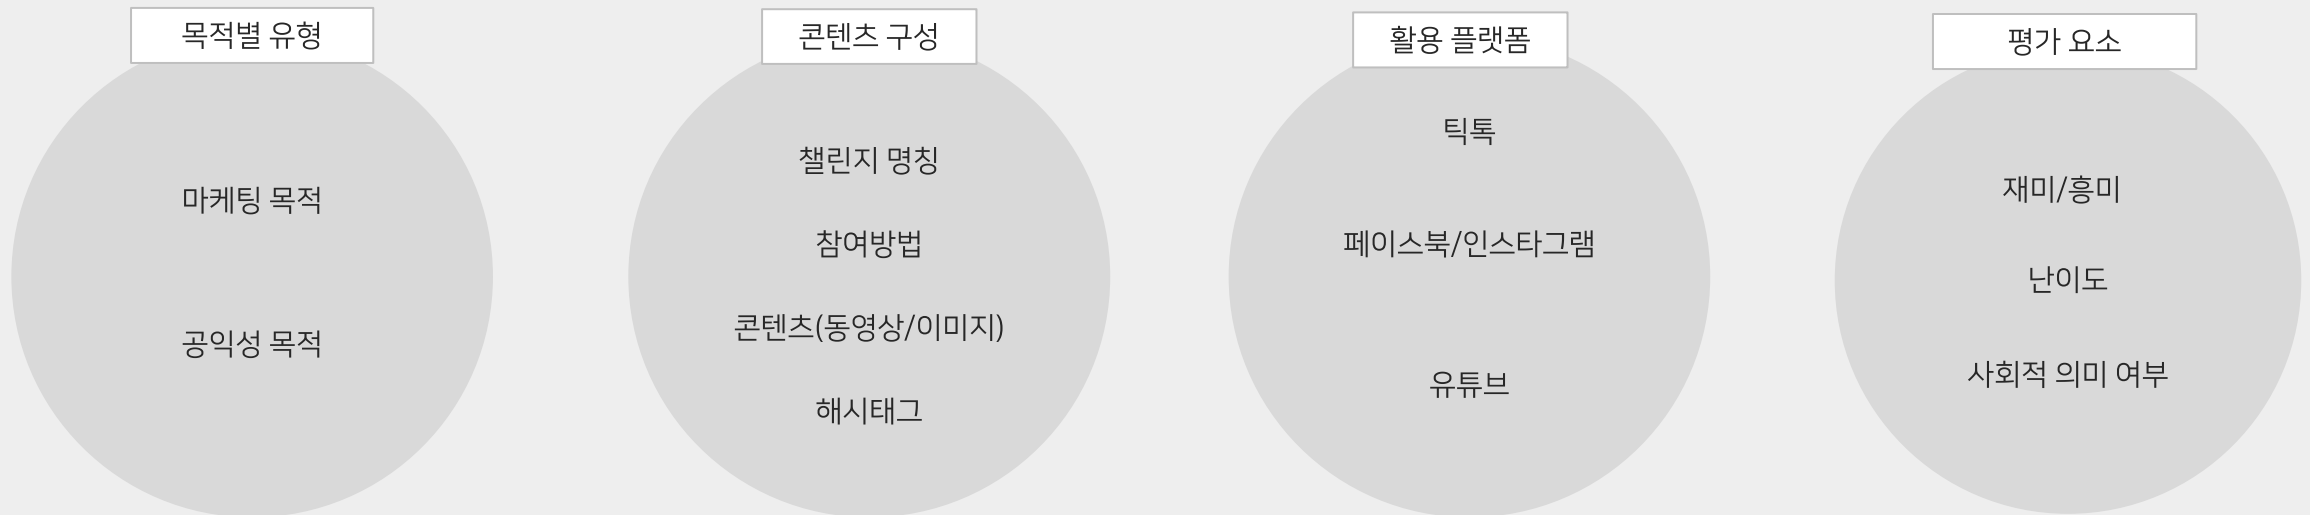 목적별 유형
마케팅 목적
공익성 목적
콘텐츠 구성
챌린지 명칭
참여방법
콘텐츠(동영상/이미지)
해시태그
활용 플랫폼
틱톡
페이스북/인스타그램
유튜브
평가 요소
재미/흥미
난이도
사회적 의미 여부